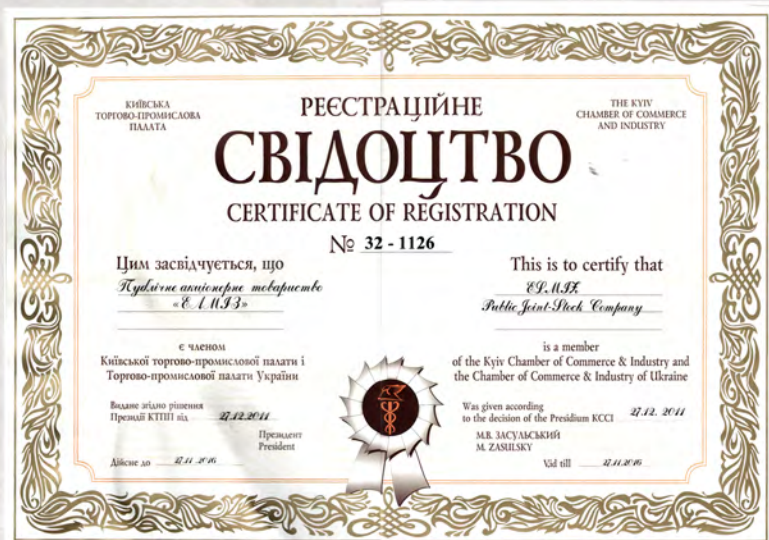 КИЇВСЬКА
ТОРГОВО-ПРОМИСЛОВА
ПАЛАТА
THE KYIV
CHAMBER OF COMMERCE
AND INDUSTRY
РЕЄСТРАЦІЙНЕ
СВІДОЦТВО
CERTIFICATE OF REGISTRATION
№ 32 - 1126
Цим засвідчується, що
Публічне акціонерне товариство
«ЕЛМІЗ»
є членом
Київської торгово-промислової палати і
Торгово-промислової палати України
Видане згідно рішення
Президії КТПП від 27.12.2011
Президент
President
Дійсне до 27.11.2016
This is to certify that
ELMIZ
Public Joint-Stock Company
is a member
of the Kyiv Chamber of Commerce & Industry and
the Chamber of Commerce & Industry of Ukraine
Was given according
to the decision of the Presidium KCCI 27.12.2011
М.В. ЗАСУЛЬСЬКИЙ
M. ZASULSKY
Vid till 27.11.2016